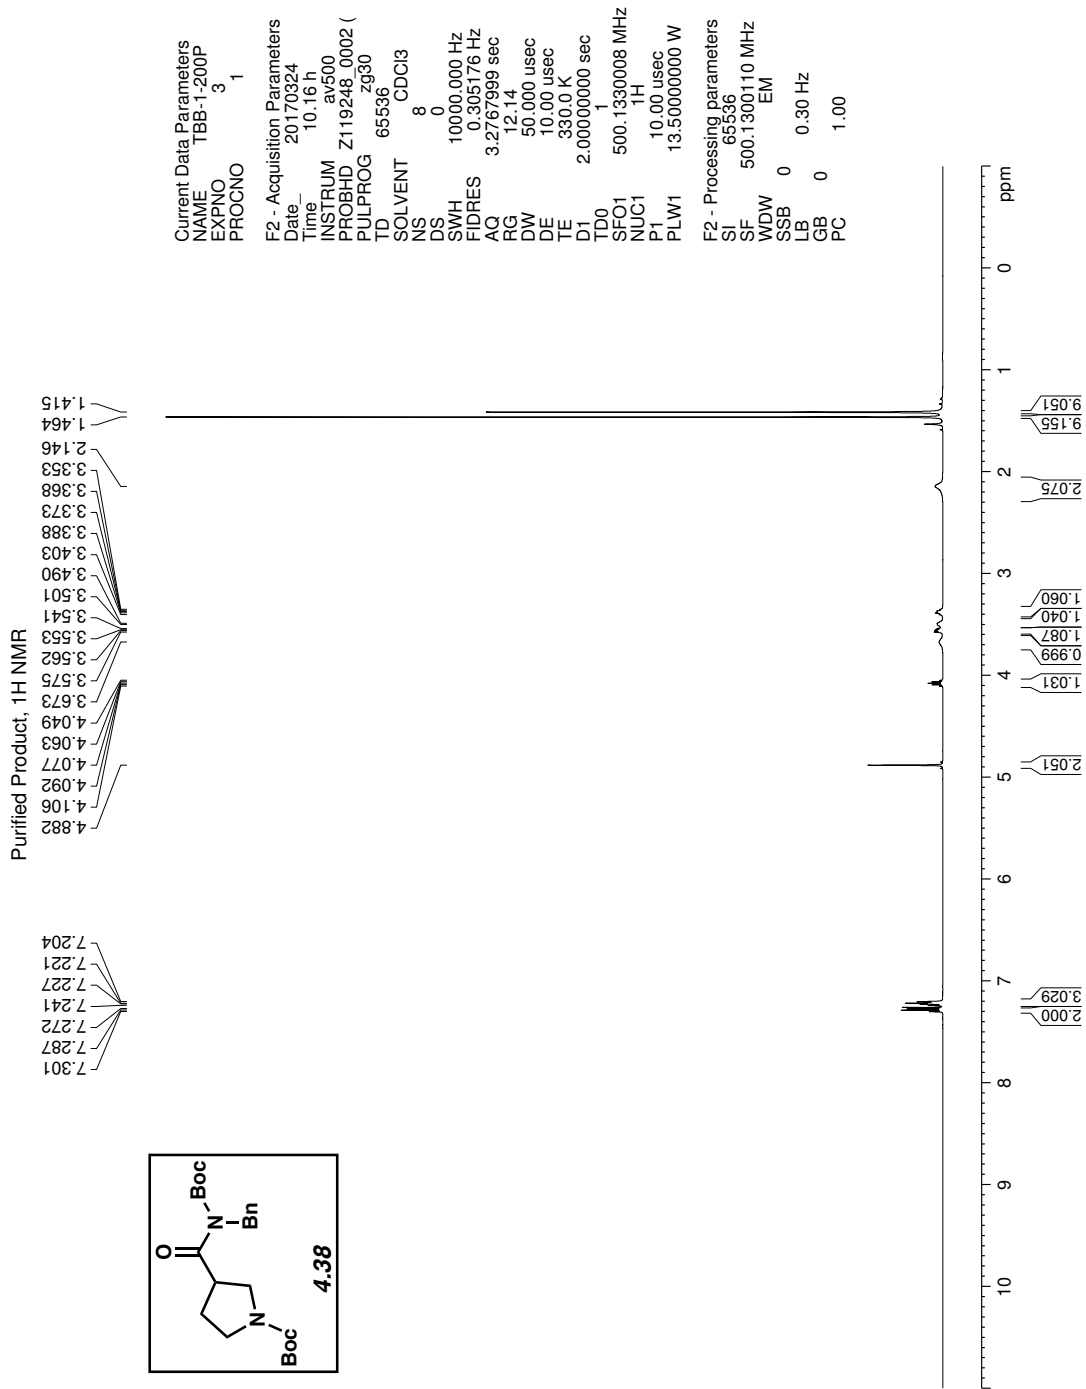 Purified Product, 1H NMR
7.301
7.287
7.272
7.241
7.227
7.221
7.204
4.882
4.106
4.092
4.077
4.063
4.049
3.673
3.575
3.562
3.553
3.541
3.501
3.490
3.403
3.388
3.373
3.368
3.353
2.146
1.464
1.415
O
N
Boc
Bn
N
Boc
4.38
Current Data Parameters
NAME TBB-1-200P
EXPNO 3
PROCNO 1
F2 - Acquisition Parameters
Date_ 20170324
Time 10.16 h
INSTRUM av500
PROBHD Z119248_0002 (
PULPROG zg30
TD 65536
SOLVENT CDCl3
NS 8
DS 0
SWH 10000.000 Hz
FIDRES 0.305176 Hz
AQ 3.2767999 sec
RG 12.14
DW 50.000 usec
DE 10.00 usec
TE 330.0 K
D1 2.00000000 sec
TD0 1
SFO1 500.1330008 MHz
NUC1 1H
P1 10.00 usec
PLW1 13.50000000 W
F2 - Processing parameters
SI 65536
SF 500.1300110 MHz
WDW EM
SSB 0
LB 0.30 Hz
GB 0
PC 1.00
10 9 8 7 6 5 4 3 2 1 0 ppm
2.000
3.029
2.051
1.031
0.999
1.087
1.040
1.060
2.075
9.155
9.051